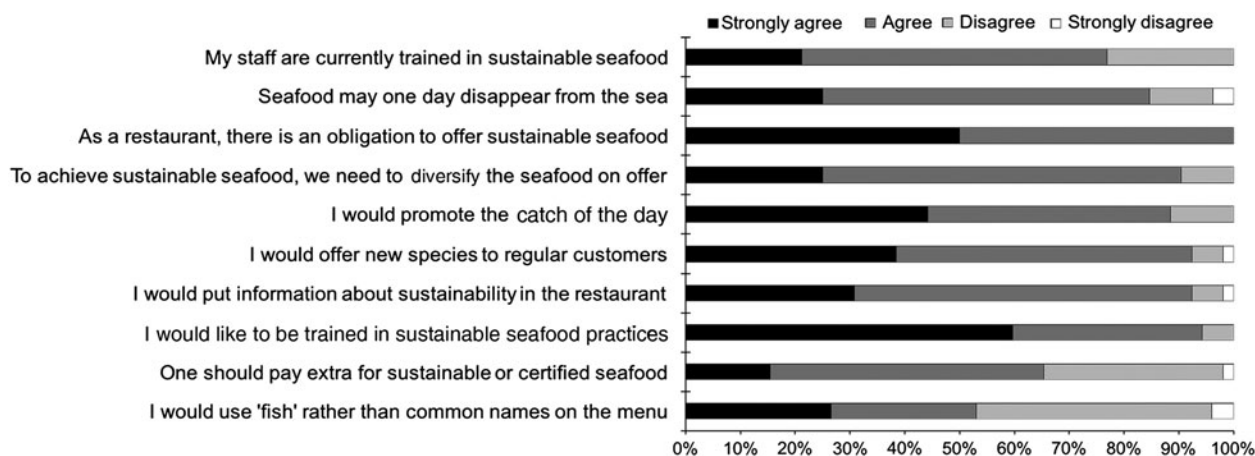 Strongly agree Agree Disagree Strongly disagree
My staff are currently trained in sustainable seafood
Seafood may one day disappear from the sea
As a restaurant, there is an obligation to offer sustainable seafood
To achieve sustainable seafood, we need to diversify the seafood on offer
I would promote the catch of the day
I would offer new species to regular customers
I would put information about sustainability in the restaurant
I would like to be trained in sustainable seafood practices
One should pay extra for sustainable or certified seafood
I would use 'fish' rather than common names on the menu
0% 10% 20% 30% 40% 50% 60% 70% 80% 90% 100%